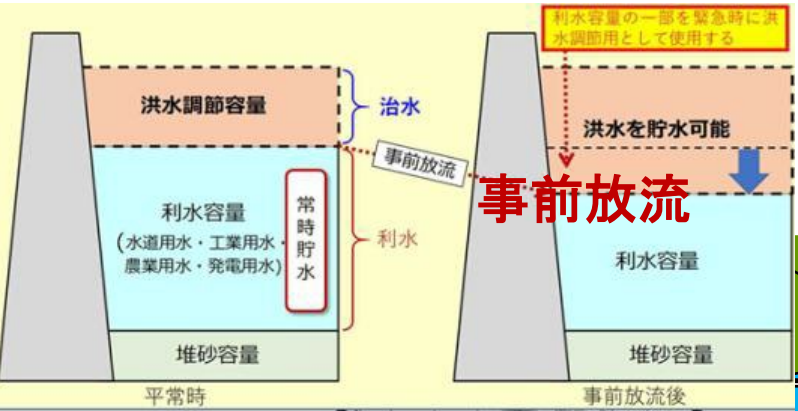 利水容量の一部を緊急時に洪
水調節用として使用する
洪水調節容量
治水
洪水を貯水可能
事前放流
事前放流
利水容量
(水道用水・工業用水・
農業用水・発電用水)
常時貯水
利水
利水容量
堆砂容量
堆砂容量
平常時
事前放流後